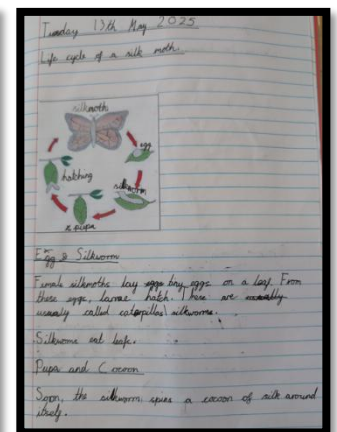 Tuesday 13th May 2025
Life cycle of a silk moth.
silkmoths
egg
silkworm
pupa
hatching
Egg & Silkworm
Female silkmoths lay tiny eggs on a leaf. From
these eggs, larvae hatch. These are
usually called caterpillas\silkworms.
Silkworms eat leafs.
Pupa and Cocoon
Soon, the silkworm, spins a cocoon of silk around
itself.